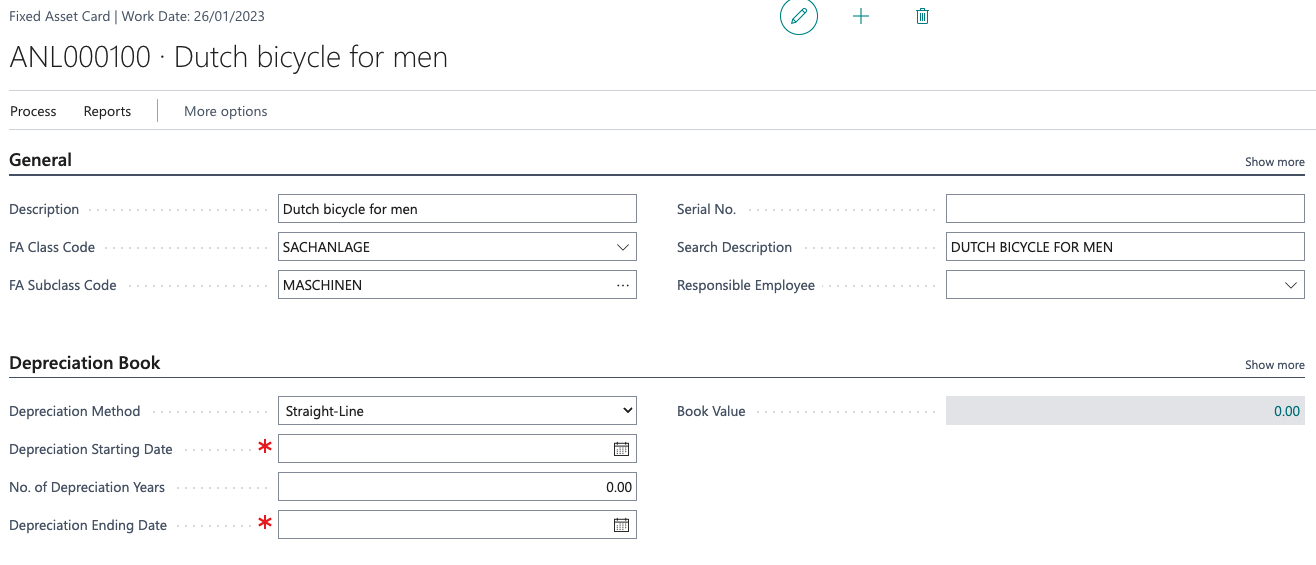 Fixed Asset Card | Work Date: 26/01/2023
ANL000100 · Dutch bicycle for men
Process Reports More options
General Show more
Description Dutch bicycle for men Serial No.
FA Class Code SACHANLAGE Search Description DUTCH BICYCLE FOR MEN
FA Subclass Code MASCHINEN ··· Responsible Employee
Depreciation Book Show more
Depreciation Method Straight-Line Book Value 0.00
Depreciation Starting Date *
No. of Depreciation Years 0.00
Depreciation Ending Date *